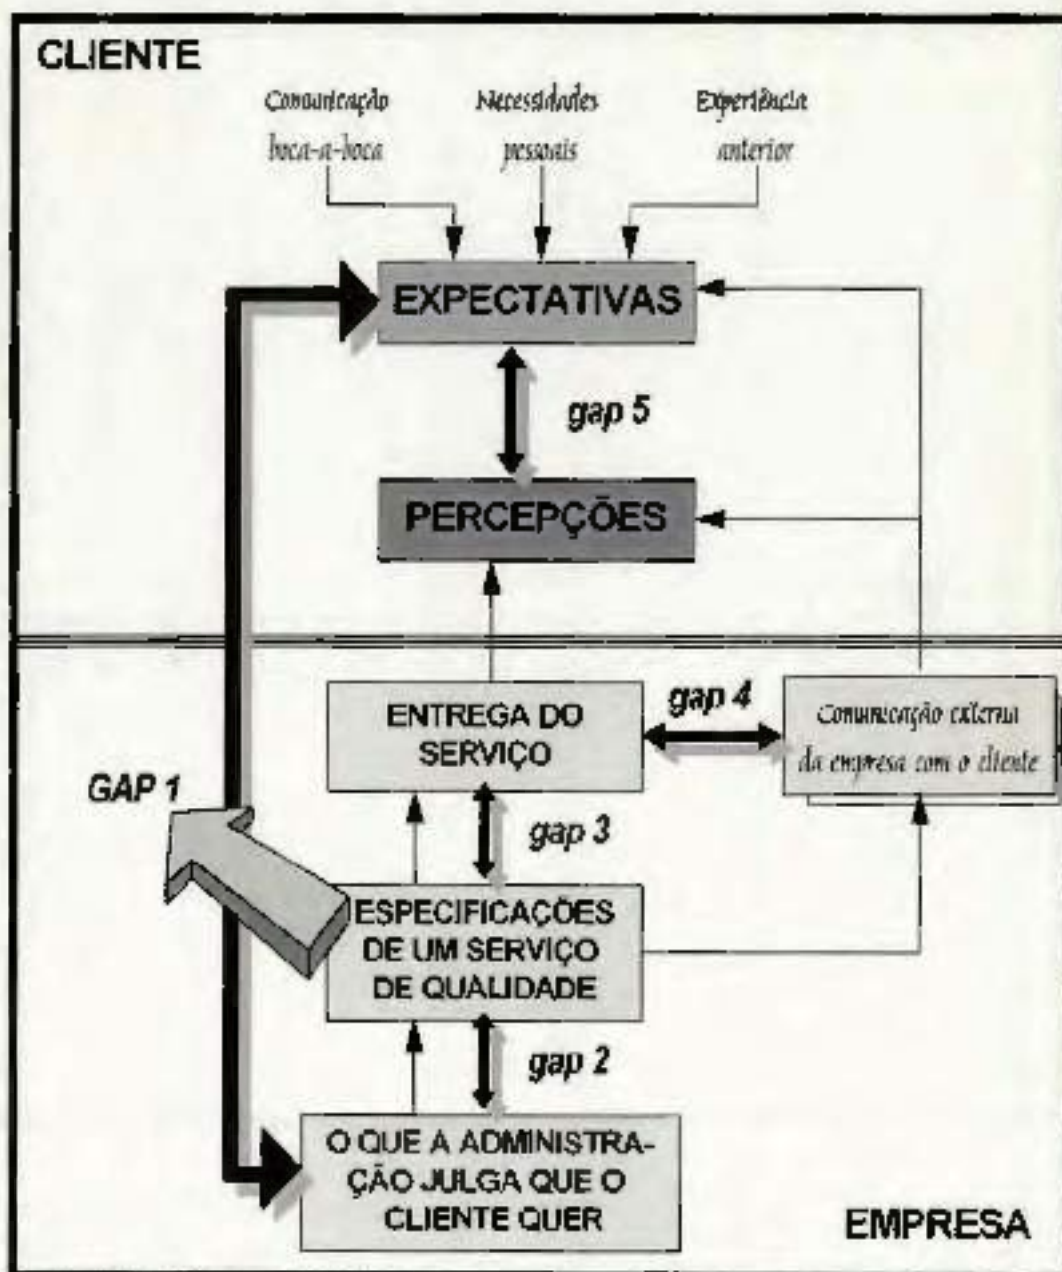 CLIENTE
Comunicação
boca-a-boca
Necessidades
pessoais
Experiência
anterior
EXPECTATIVAS
gap 5
PERCEPÇÕES
ENTREGA DO
SERVIÇO
gap 4
Comunicação externa
da empresa com o cliente
GAP 1
gap 3
ESPECIFICAÇÕES
DE UM SERVIÇO
DE QUALIDADE
gap 2
O QUE A ADMINISTRA-
ÇÃO JULGA QUE O
CLIENTE QUER
EMPRESA